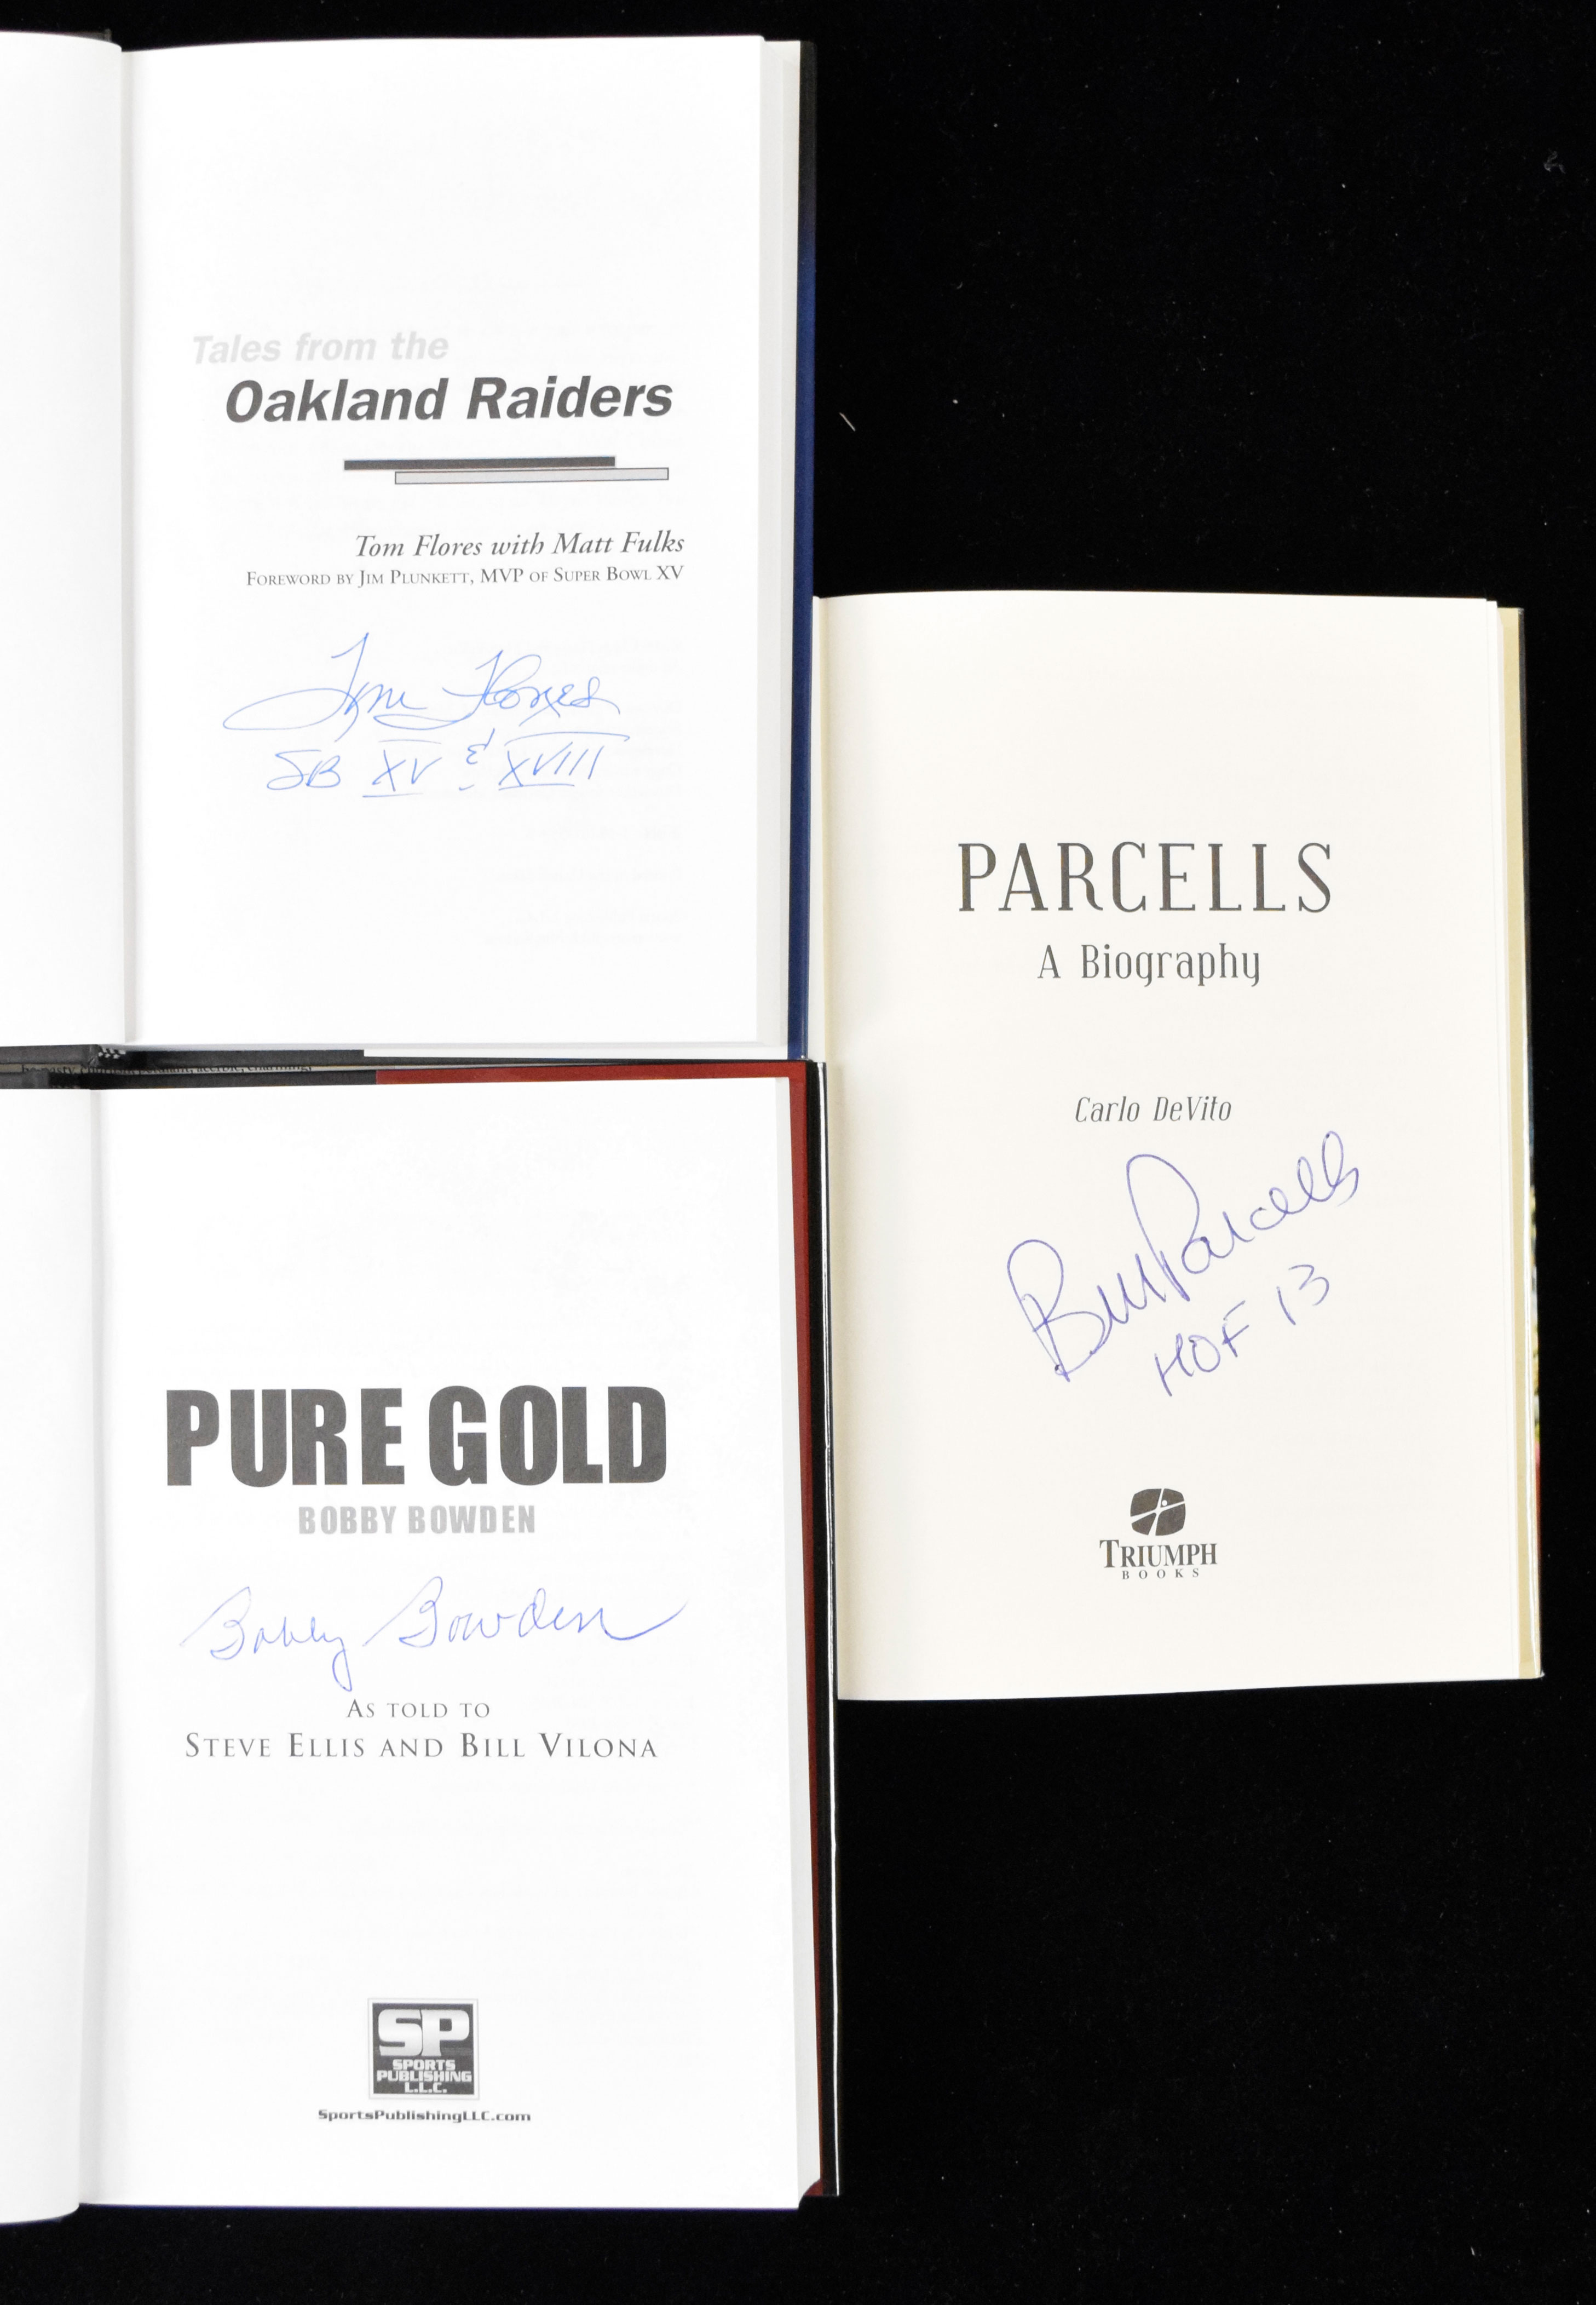 Tales from the
Oakland Raiders
Tom Flores with Matt Fulks
FOREWORD BY JIM PLUNKETT, MVP OF SUPER BOWL XV
Tom Flores
SB XV & XVIII
PARCELLS
A Biography
Carlo DeVito
Bill Parcells
HOF 13
TRIUMPH
BOOKS
PURE GOLD
BOBBY BOWDEN
Bobby Bowden
AS TOLD TO
STEVE ELLIS AND BILL VILONA
SP
SPORTS
PUBLISHING
L.L.C.
SportsPublishingLLC.com